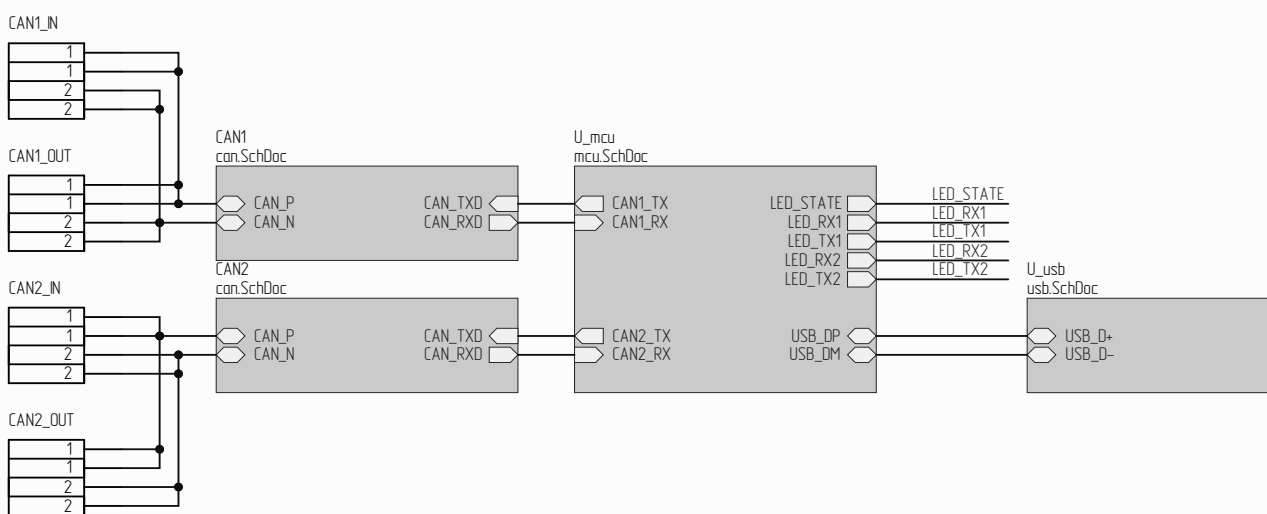 CAN1_IN
1
1
2
2
CAN1_OUT
1
1
2
2
CAN2_IN
1
1
2
2
CAN2_OUT
1
1
2
2
CAN1
can.SchDoc
CAN_P CAN_TXD
CAN_N CAN_RXD
CAN2
can.SchDoc
CAN_P CAN_TXD
CAN_N CAN_RXD
U_mcu
mcu.SchDoc
CAN1_TX LED_STATE
CAN1_RX LED_RX1
LED_TX1
LED_RX2
LED_TX2
CAN2_TX USB_DP
CAN2_RX USB_DM
LED_STATE
LED_RX1
LED_TX1
LED_RX2
LED_TX2
U_usb
usb.SchDoc
USB_D+
USB_D-